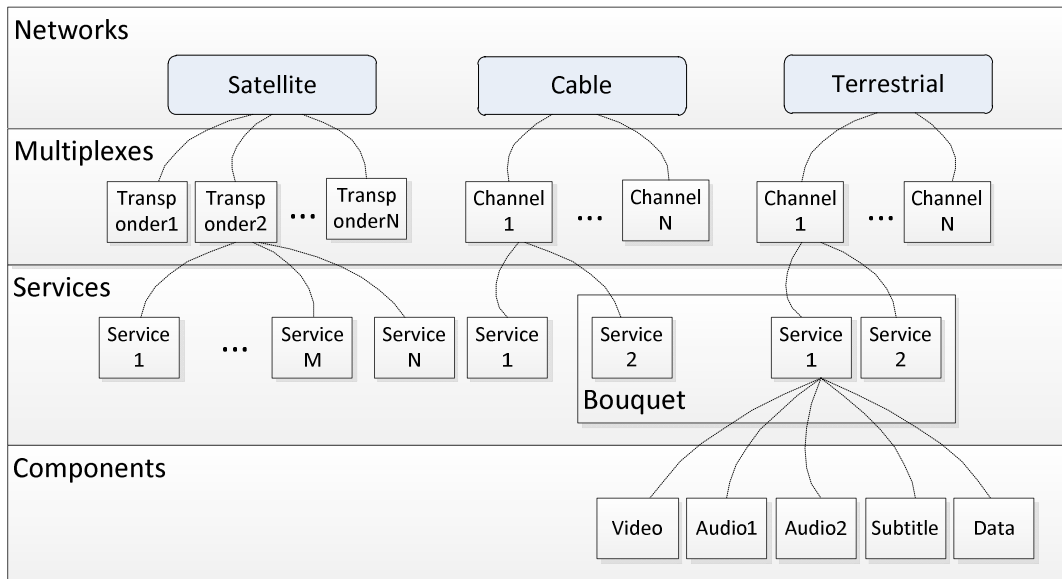 Networks
Satellite
Cable
Terrestrial
Multiplexes
Transp
onder1
Transp
onder2
...
Transp
onderN
Channel
1
...
Channel
N
Channel
1
...
Channel
N
Services
Service
1
...
Service
M
Service
N
Service
1
Service
2
Service
1
Service
2
Bouquet
Components
Video
Audio1
Audio2
Subtitle
Data